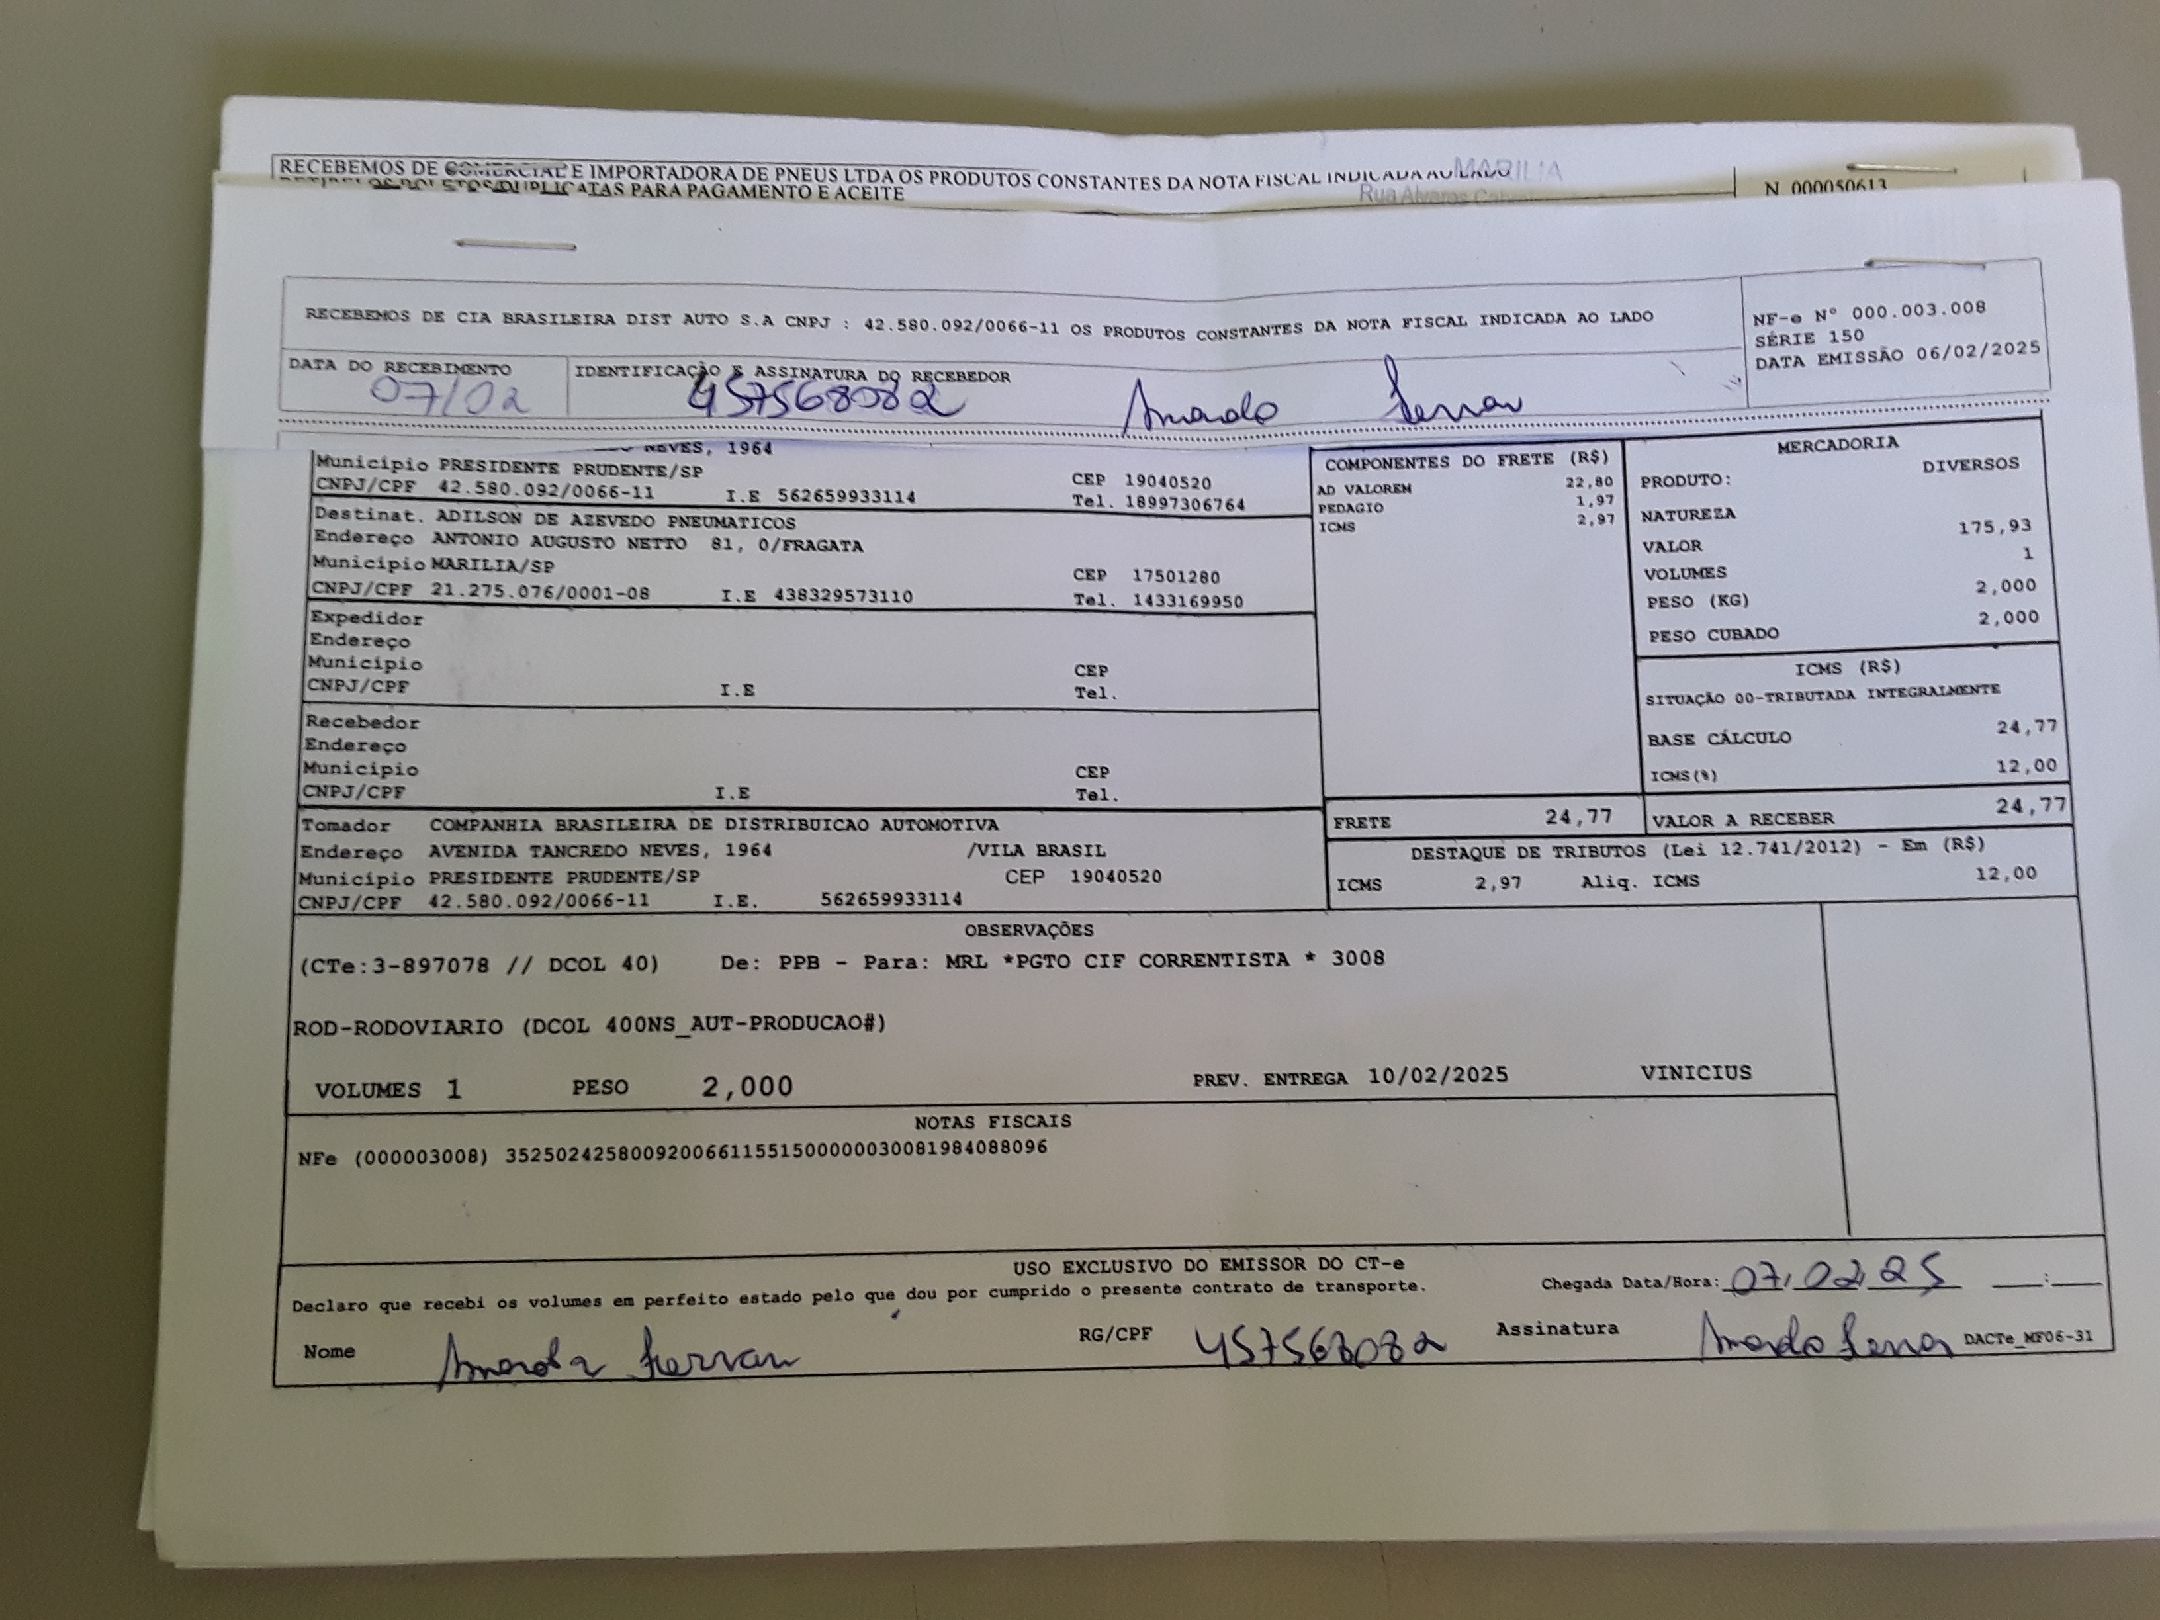 RECEBEMOS DE COMERCIAL E IMPORTADORA DE PNEUS LTDA OS PRODUTOS CONSTANTES DA NOTA FISCAL INDICADA AO LADO
MARILIA
PARA PAGAMENTO E ACEITE
Rua Alvares
N 000050613
RECEBEMOS DE CIA BRASILEIRA DIST AUTO S.A CNPJ : 42.580.092/0066-11 OS PRODUTOS CONSTANTES DA NOTA FISCAL INDICADA AO LADO
NF-e N° 000.003.008
SÉRIE 150
DATA EMISSÃO 06/02/2025
DATA DO RECEBIMENTO
07/02
IDENTIFICAÇÃO E ASSINATURA DO RECEBEDOR
457568082
NEVES, 1964
Município PRESIDENTE PRUDENTE/SP CEP 19040520
CNPJ/CPF 42.580.092/0066-11 I.E 562659933114 Tel. 18997306764
Destinat. ADILSON DE AZEVEDO PNEUMATICOS
Endereço ANTONIO AUGUSTO NETTO 81, 0/FRAGATA
Município MARILIA/SP CEP 17501280
CNPJ/CPF 21.275.076/0001-08 I.E 438329573110 Tel. 1433169950
Expedidor
Endereço
Município CEP
CNPJ/CPF I.E Tel.
Recebedor
Endereço
Município CEP
CNPJ/CPF I.E Tel.
Tomador COMPANHIA BRASILEIRA DE DISTRIBUICAO AUTOMOTIVA
Endereço AVENIDA TANCREDO NEVES, 1964 /VILA BRASIL
Município PRESIDENTE PRUDENTE/SP CEP 19040520
CNPJ/CPF 42.580.092/0066-11 I.E. 562659933114
COMPONENTES DO FRETE (R$)
AD VALOREM 22,80
PEDAGIO 1,97
ICMS 2,97
FRETE 24,77
MERCADORIA
PRODUTO: DIVERSOS
NATUREZA
VALOR 175,93
VOLUMES 1
PESO (KG) 2,000
PESO CUBADO 2,000
ICMS (R$)
SITUAÇÃO 00-TRIBUTADA INTEGRALMENTE
BASE CÁLCULO 24,77
ICMS(%) 12,00
VALOR A RECEBER 24,77
DESTAQUE DE TRIBUTOS (Lei 12.741/2012) - Em (R$)
ICMS 2,97 Aliq. ICMS 12,00
OBSERVAÇÕES
(CTe:3-897078 // DCOL 40) De: PPB - Para: MRL *PGTO CIF CORRENTISTA * 3008
ROD-RODOVIARIO (DCOL 400NS_AUT-PRODUCAO#)
VOLUMES 1 PESO 2,000 PREV. ENTREGA 10/02/2025 VINICIUS
NOTAS FISCAIS
NFe (000003008) 35250242580092006611551500000030081984088096
USO EXCLUSIVO DO EMISSOR DO CT-e
Declaro que recebi os volumes em perfeito estado pelo que dou por cumprido o presente contrato de transporte.
Chegada Data/Hora: 07/02/25 __:__
Nome RG/CPF 457568082 Assinatura DACTe_MF06-31